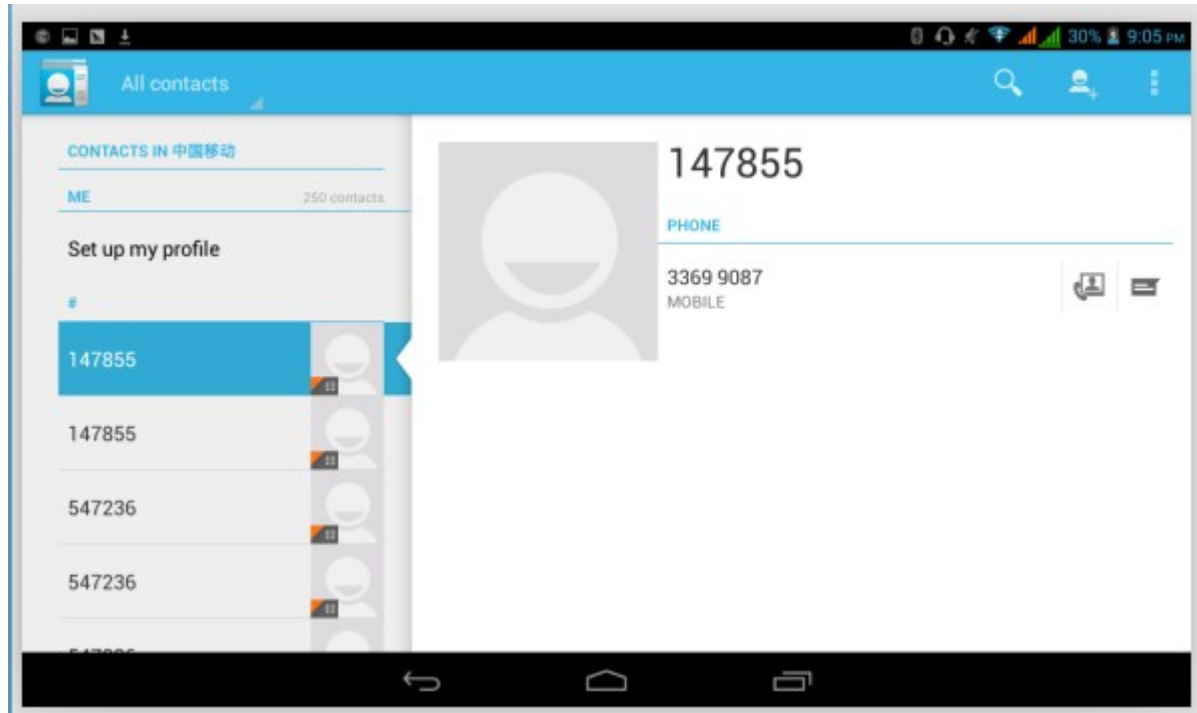 30% 9:05 PM
All contacts
CONTACTS IN 中国移动
ME 250 contacts
Set up my profile
#
147855
147855
547236
547236
147855
PHONE
3369 9087
MOBILE